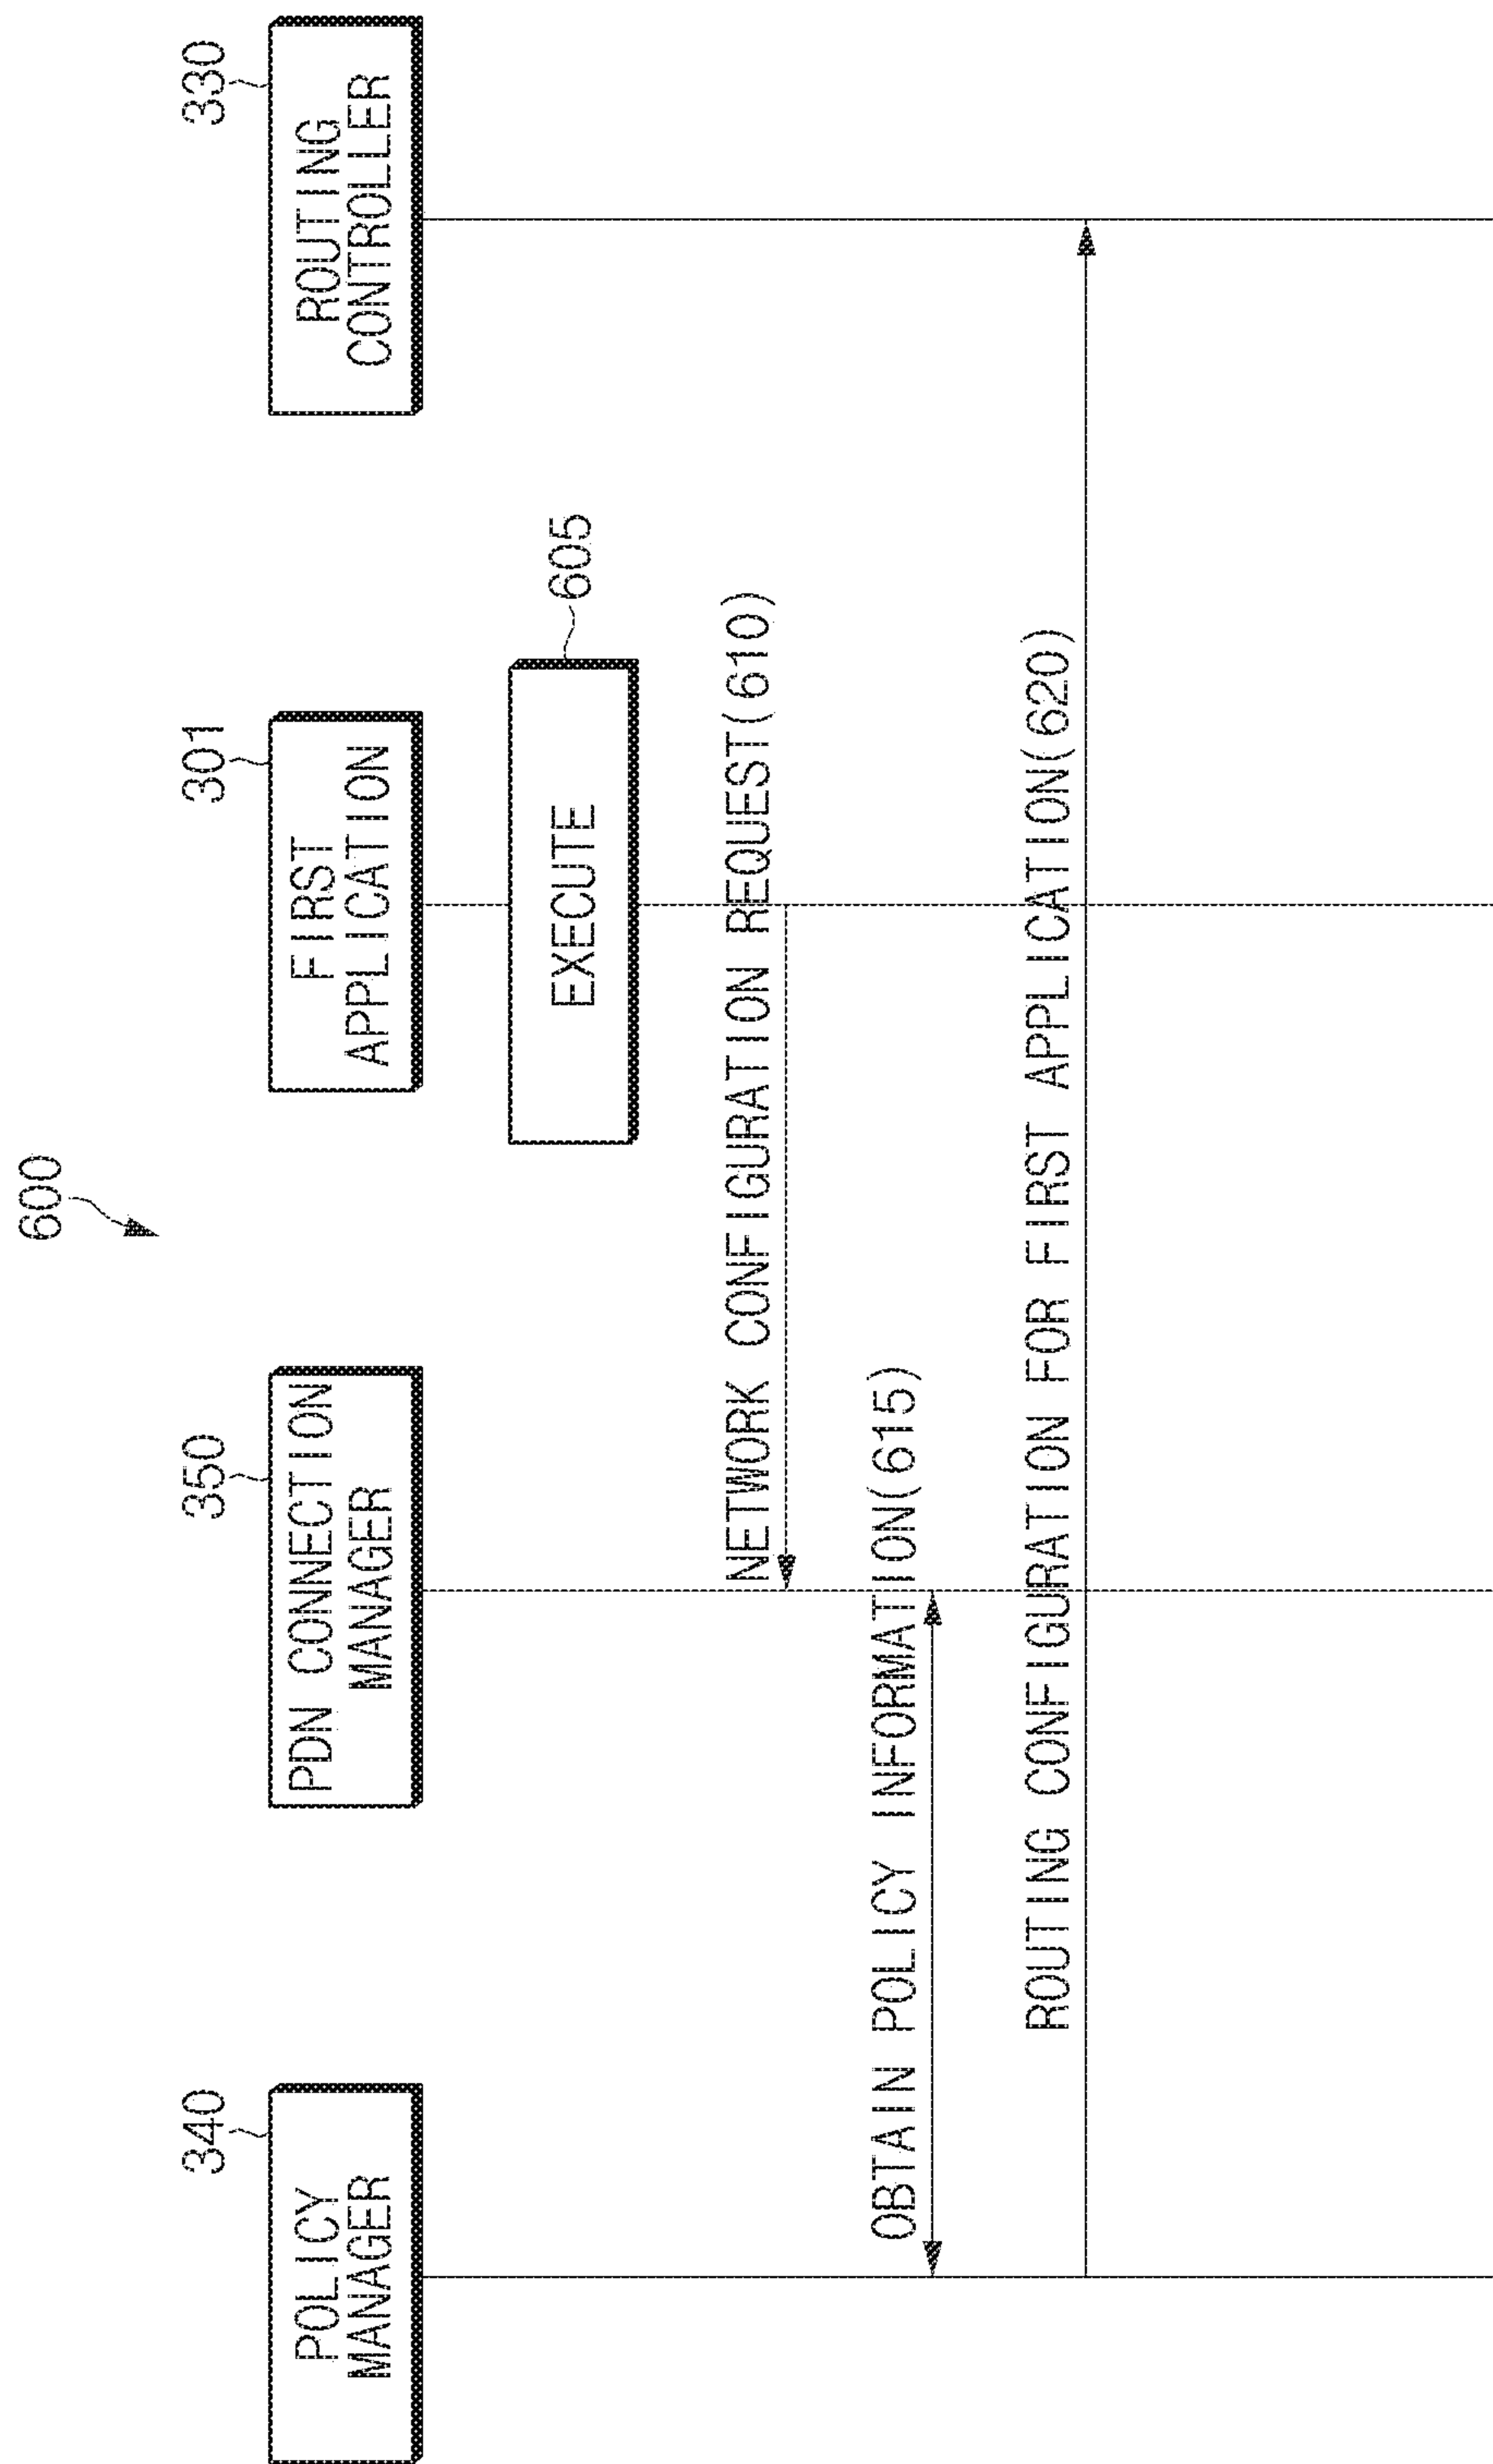 600
340
350
301
330
POLICY
MANAGER
PDN CONNECTION
MANAGER
FIRST
APPLICATION
ROUTING
CONTROLLER
EXECUTE
605
NETWORK CONFIGURATION REQUEST(610)
OBTAIN POLICY INFORMATION(615)
ROUTING CONFIGURATION FOR FIRST APPLICATION(620)